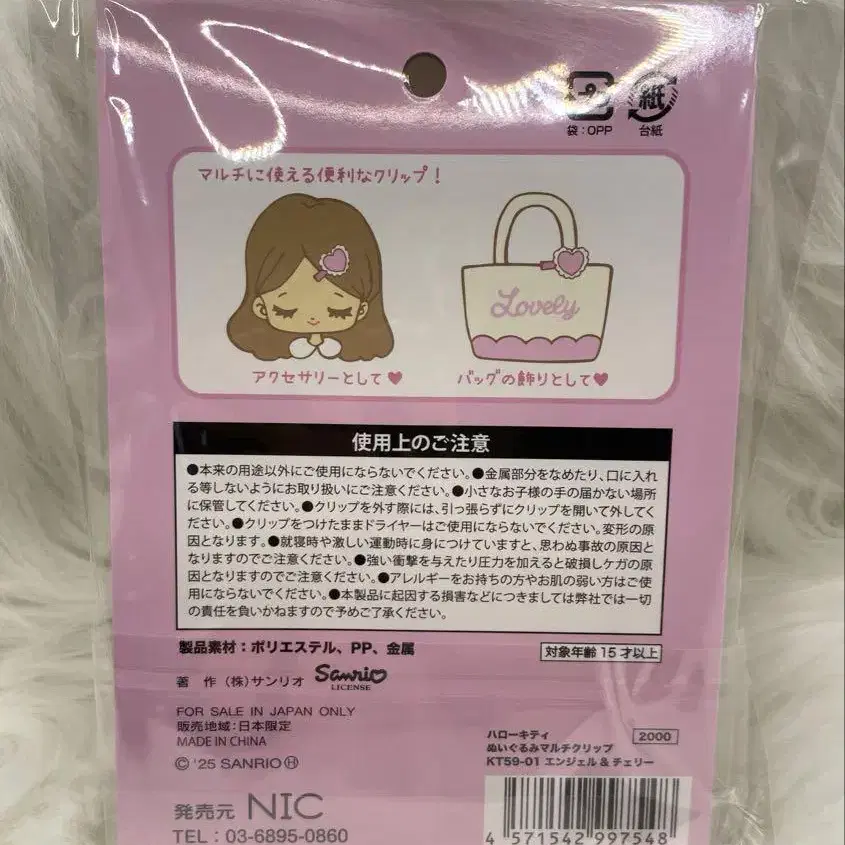 袋：OPP
台紙
紙
マルチに使える便利なクリップ！
Lovely
アクセサリーとして♥
バッグの飾りとして♥
使用上のご注意
●本来の用途以外にご使用にならないでください。●金属部分をなめたり、口に入れ
る等しないようにお取り扱いにご注意ください。●小さなお子様の手の届かない場所
に保管してください。●クリップを外す際には、引っ張らずにクリップを開いて外してく
ださい。●クリップをつけたままドライヤーはご使用にならないでください。変形の原
因となります。●就寝時や激しい運動時に身につけていますと、思わぬ事故の原因と
なりますのでご注意ください。●強い衝撃を与えたり圧力を加えると破損しケガの原
因となりますのでご注意ください。●アレルギーをお持ちの方やお肌の弱い方はご使
用にならないでください。●本製品に起因する損害などにつきましては弊社では一切
の責任を負いかねますので予めご了承ください。
製品素材：ポリエステル、PP、金属
対象年齢15才以上
著　作（株）サンリオ
Sanrio
LICENSE
FOR SALE IN JAPAN ONLY
販売地域：日本限定
MADE IN CHINA
©'25 SANRIO Ⓗ
発売元 NIC
TEL：03-6895-0860
ハローキティ
2000
ぬいぐるみマルチクリップ
KT59-01 エンジェル＆チェリー
4 571542 997548